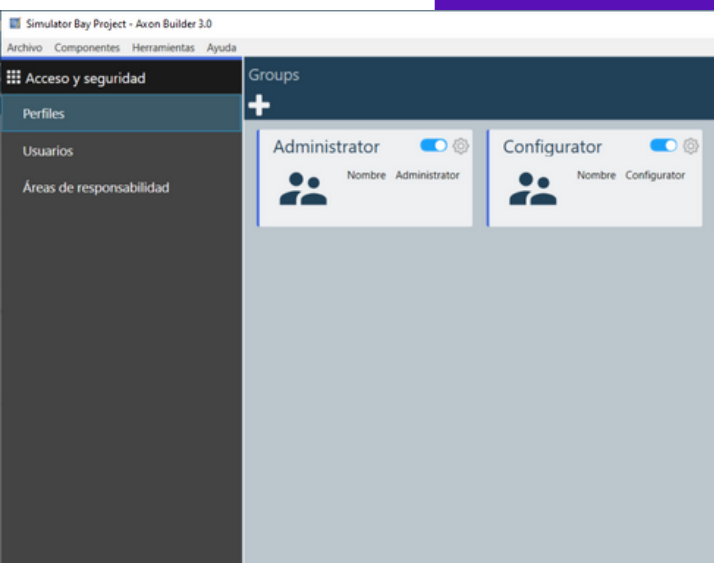 Simulator Bay Project - Axon Builder 3.0
Archivo Componentes Herramientas Ayuda
Acceso y seguridad
Perfiles
Usuarios
Áreas de responsabilidad
Groups
Administrator
Nombre Administrator
Configurator
Nombre Configurator